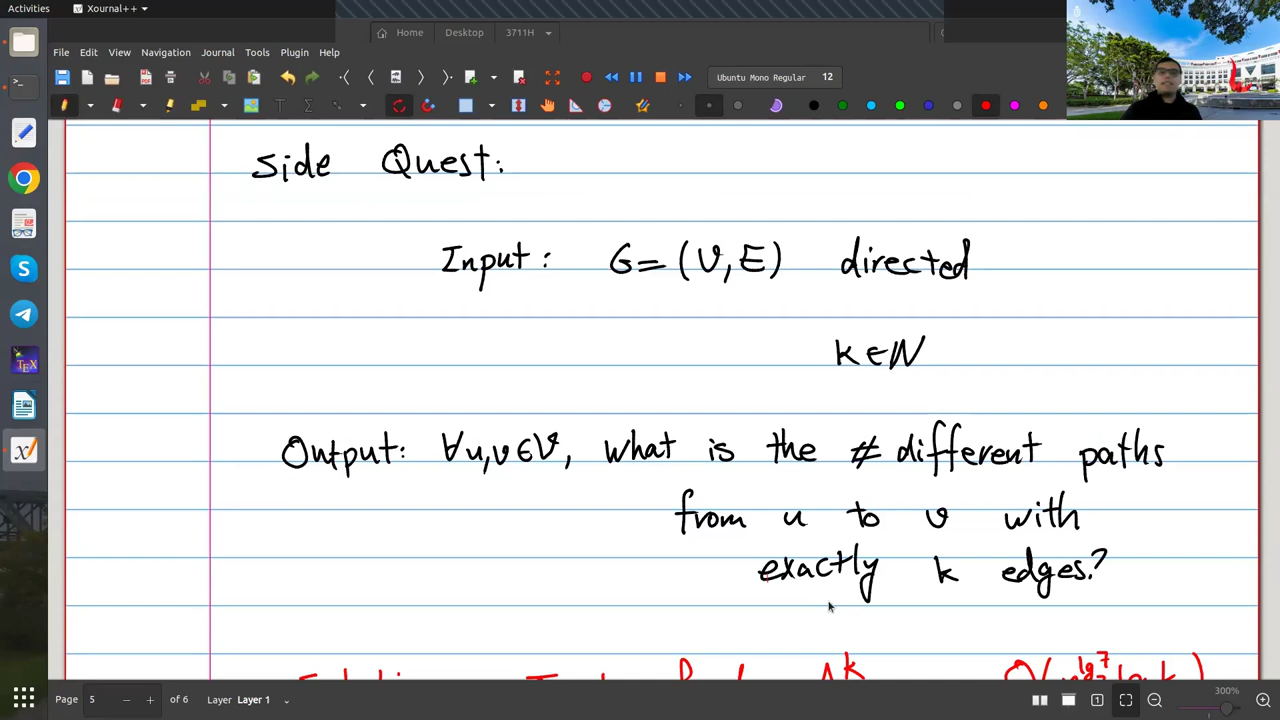 Activities
Xournal++
Home
Desktop
3711H
File Edit View Navigation Journal Tools Plugin Help
Ubuntu Mono Regular 12
Side Quest:
Input: G=(V,E) directed
k∈N
Output: ∀u,v∈V, what is the # different paths
from u to v with
exactly k edges?
Page 5 of 6 Layer Layer 1
300%